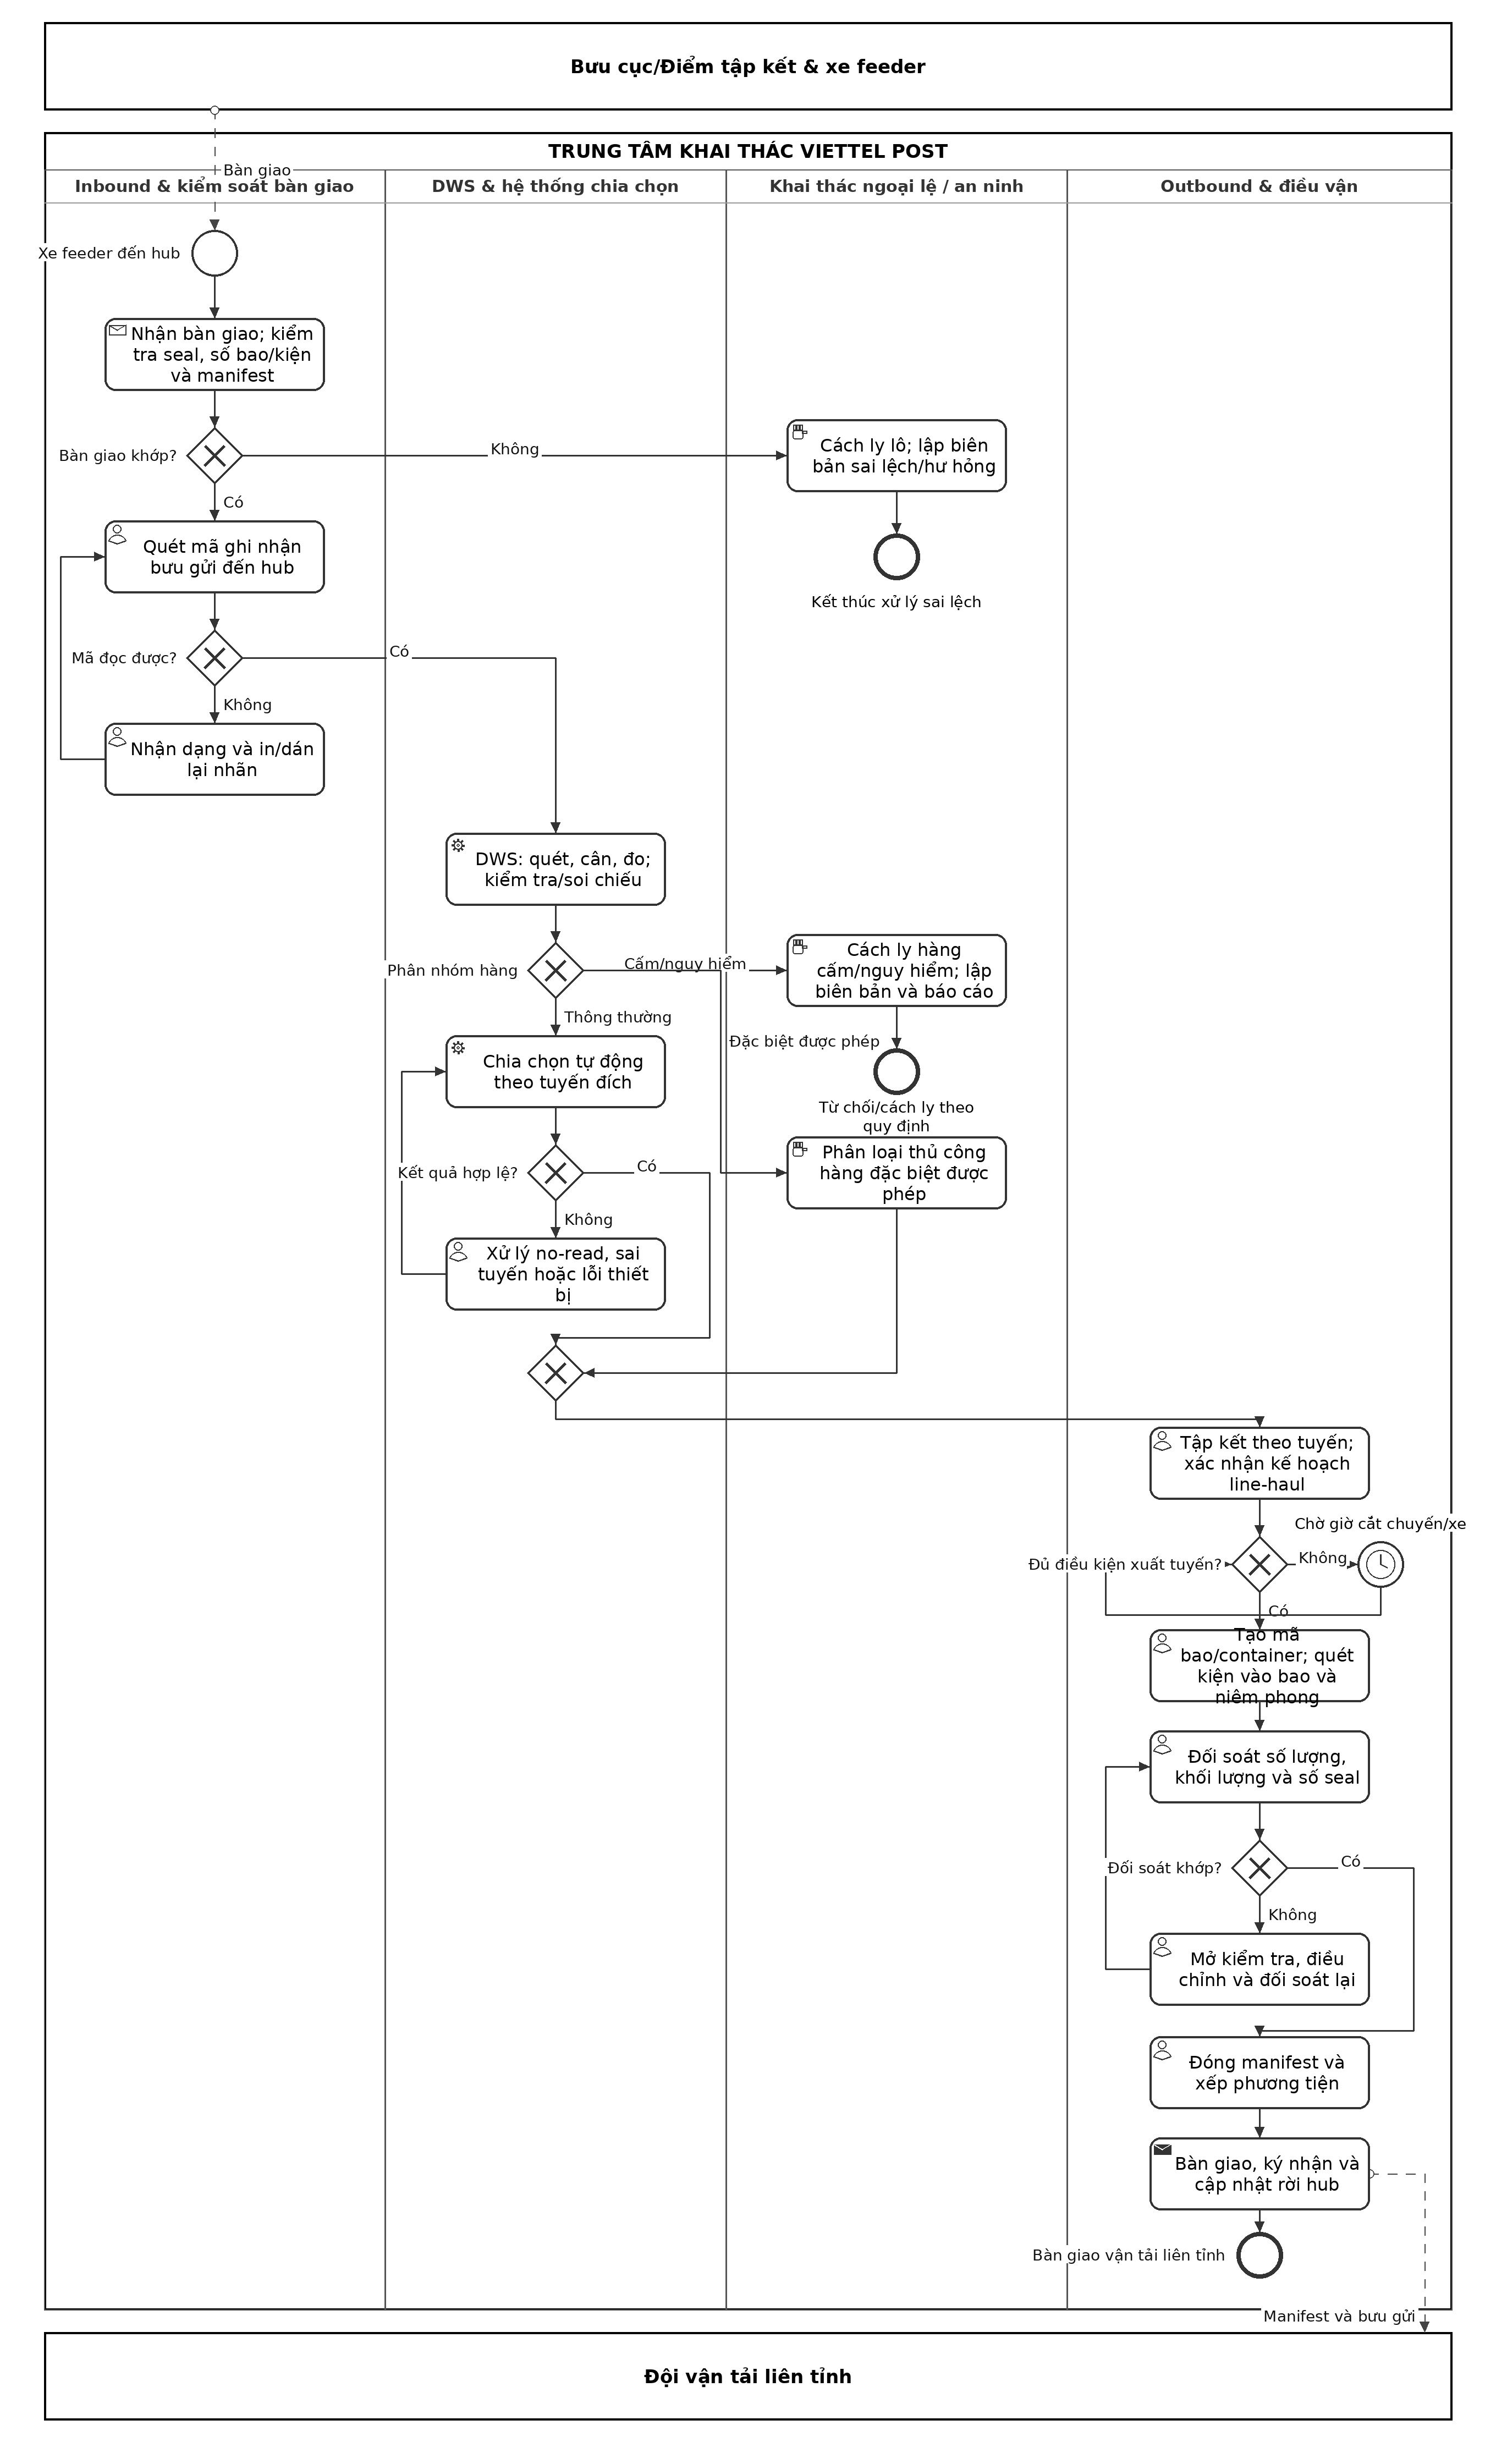 Bưu cục/Điểm tập kết & xe feeder
Bàn giao
TRUNG TÂM KHAI THÁC VIETTEL POST
Inbound & kiểm soát bàn giao
DWS & hệ thống chia chọn
Khai thác ngoại lệ / an ninh
Outbound & điều vận
Xe feeder đến hub
Nhận bàn giao; kiểm
tra seal, số bao/kiện
và manifest
Bàn giao khớp?
Không
Cách ly lô; lập biên
bản sai lệch/hư hỏng
Có
Quét mã ghi nhận
bưu gửi đến hub
Kết thúc xử lý sai lệch
Mã đọc được?
Có
Không
Nhận dạng và in/dán
lại nhãn
DWS: quét, cân, đo;
kiểm tra/soi chiếu
Phân nhóm hàng
Cấm/nguy hiểm
Cách ly hàng
cấm/nguy hiểm; lập
biên bản và báo cáo
Thông thường
Đặc biệt được phép
Chia chọn tự động
theo tuyến đích
Từ chối/cách ly theo
quy định
Kết quả hợp lệ?
Có
Phân loại thủ công
hàng đặc biệt được
phép
Không
Xử lý no-read, sai
tuyến hoặc lỗi thiết
bị
Tập kết theo tuyến;
xác nhận kế hoạch
line-haul
Chờ giờ cắt chuyến/xe
Đủ điều kiện xuất tuyến?
Không
Có
Tạo mã
bao/container; quét
kiện vào bao và
niêm phong
Đối soát số lượng,
khối lượng và số seal
Đối soát khớp?
Có
Không
Mở kiểm tra, điều
chỉnh và đối soát lại
Đóng manifest và
xếp phương tiện
Bàn giao, ký nhận và
cập nhật rời hub
Bàn giao vận tải liên tỉnh
Manifest và bưu gửi
Đội vận tải liên tỉnh